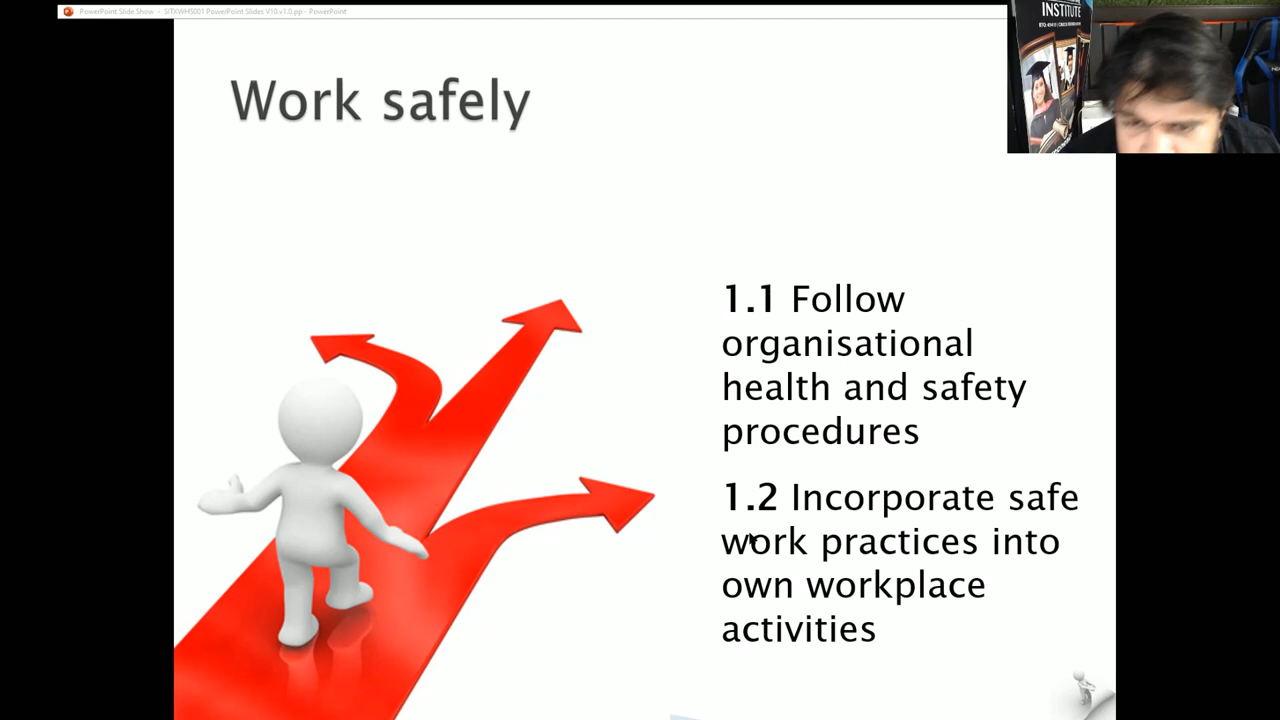 PowerPoint Slide Show - SITXWHS001 PowerPoint Slides V10.v1.0.pp - PowerPoint
INSTITUTE
Work safely
1.1 Follow
organisational
health and safety
procedures
1.2 Incorporate safe
work practices into
own workplace
activities